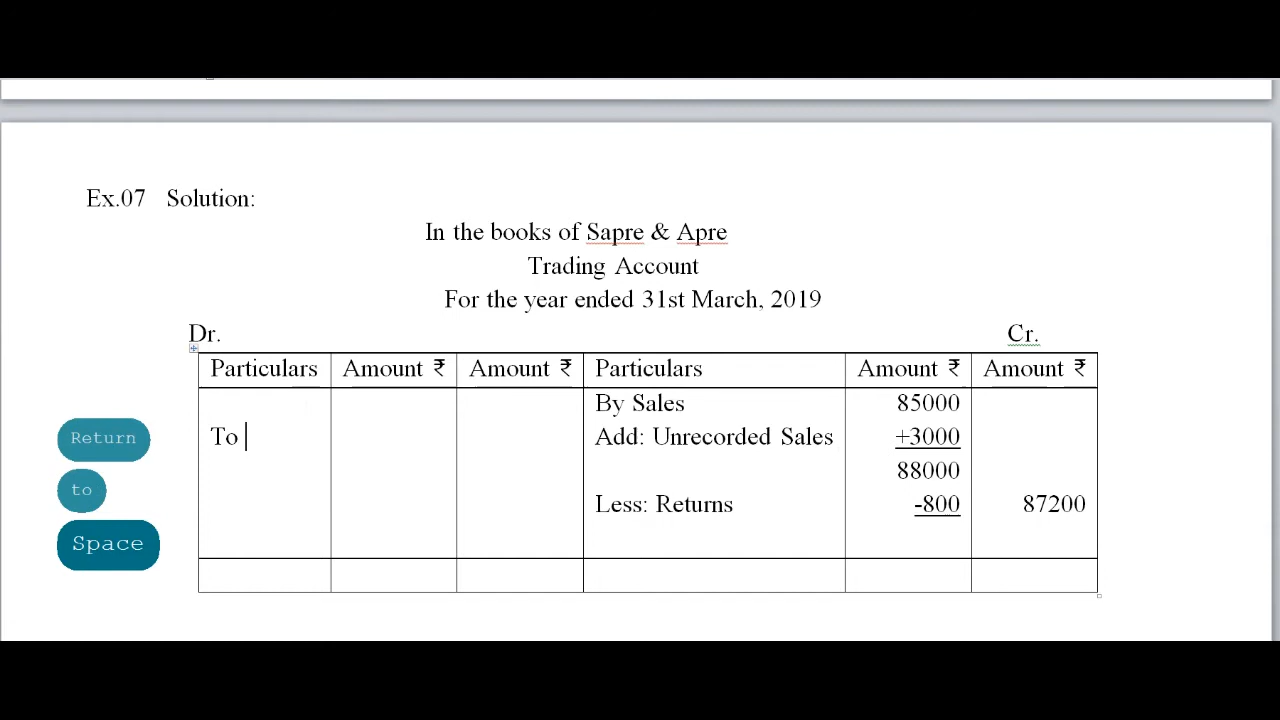 Ex.07 Solution:
In the books of Sapre & Apre
Trading Account
For the year ended 31st March, 2019
Dr. Cr.
Particulars Amount ₹ Amount ₹ Particulars Amount ₹ Amount ₹
By Sales 85000
To Add: Unrecorded Sales +3000
88000
Less: Returns -800 87200
Return
to
Space